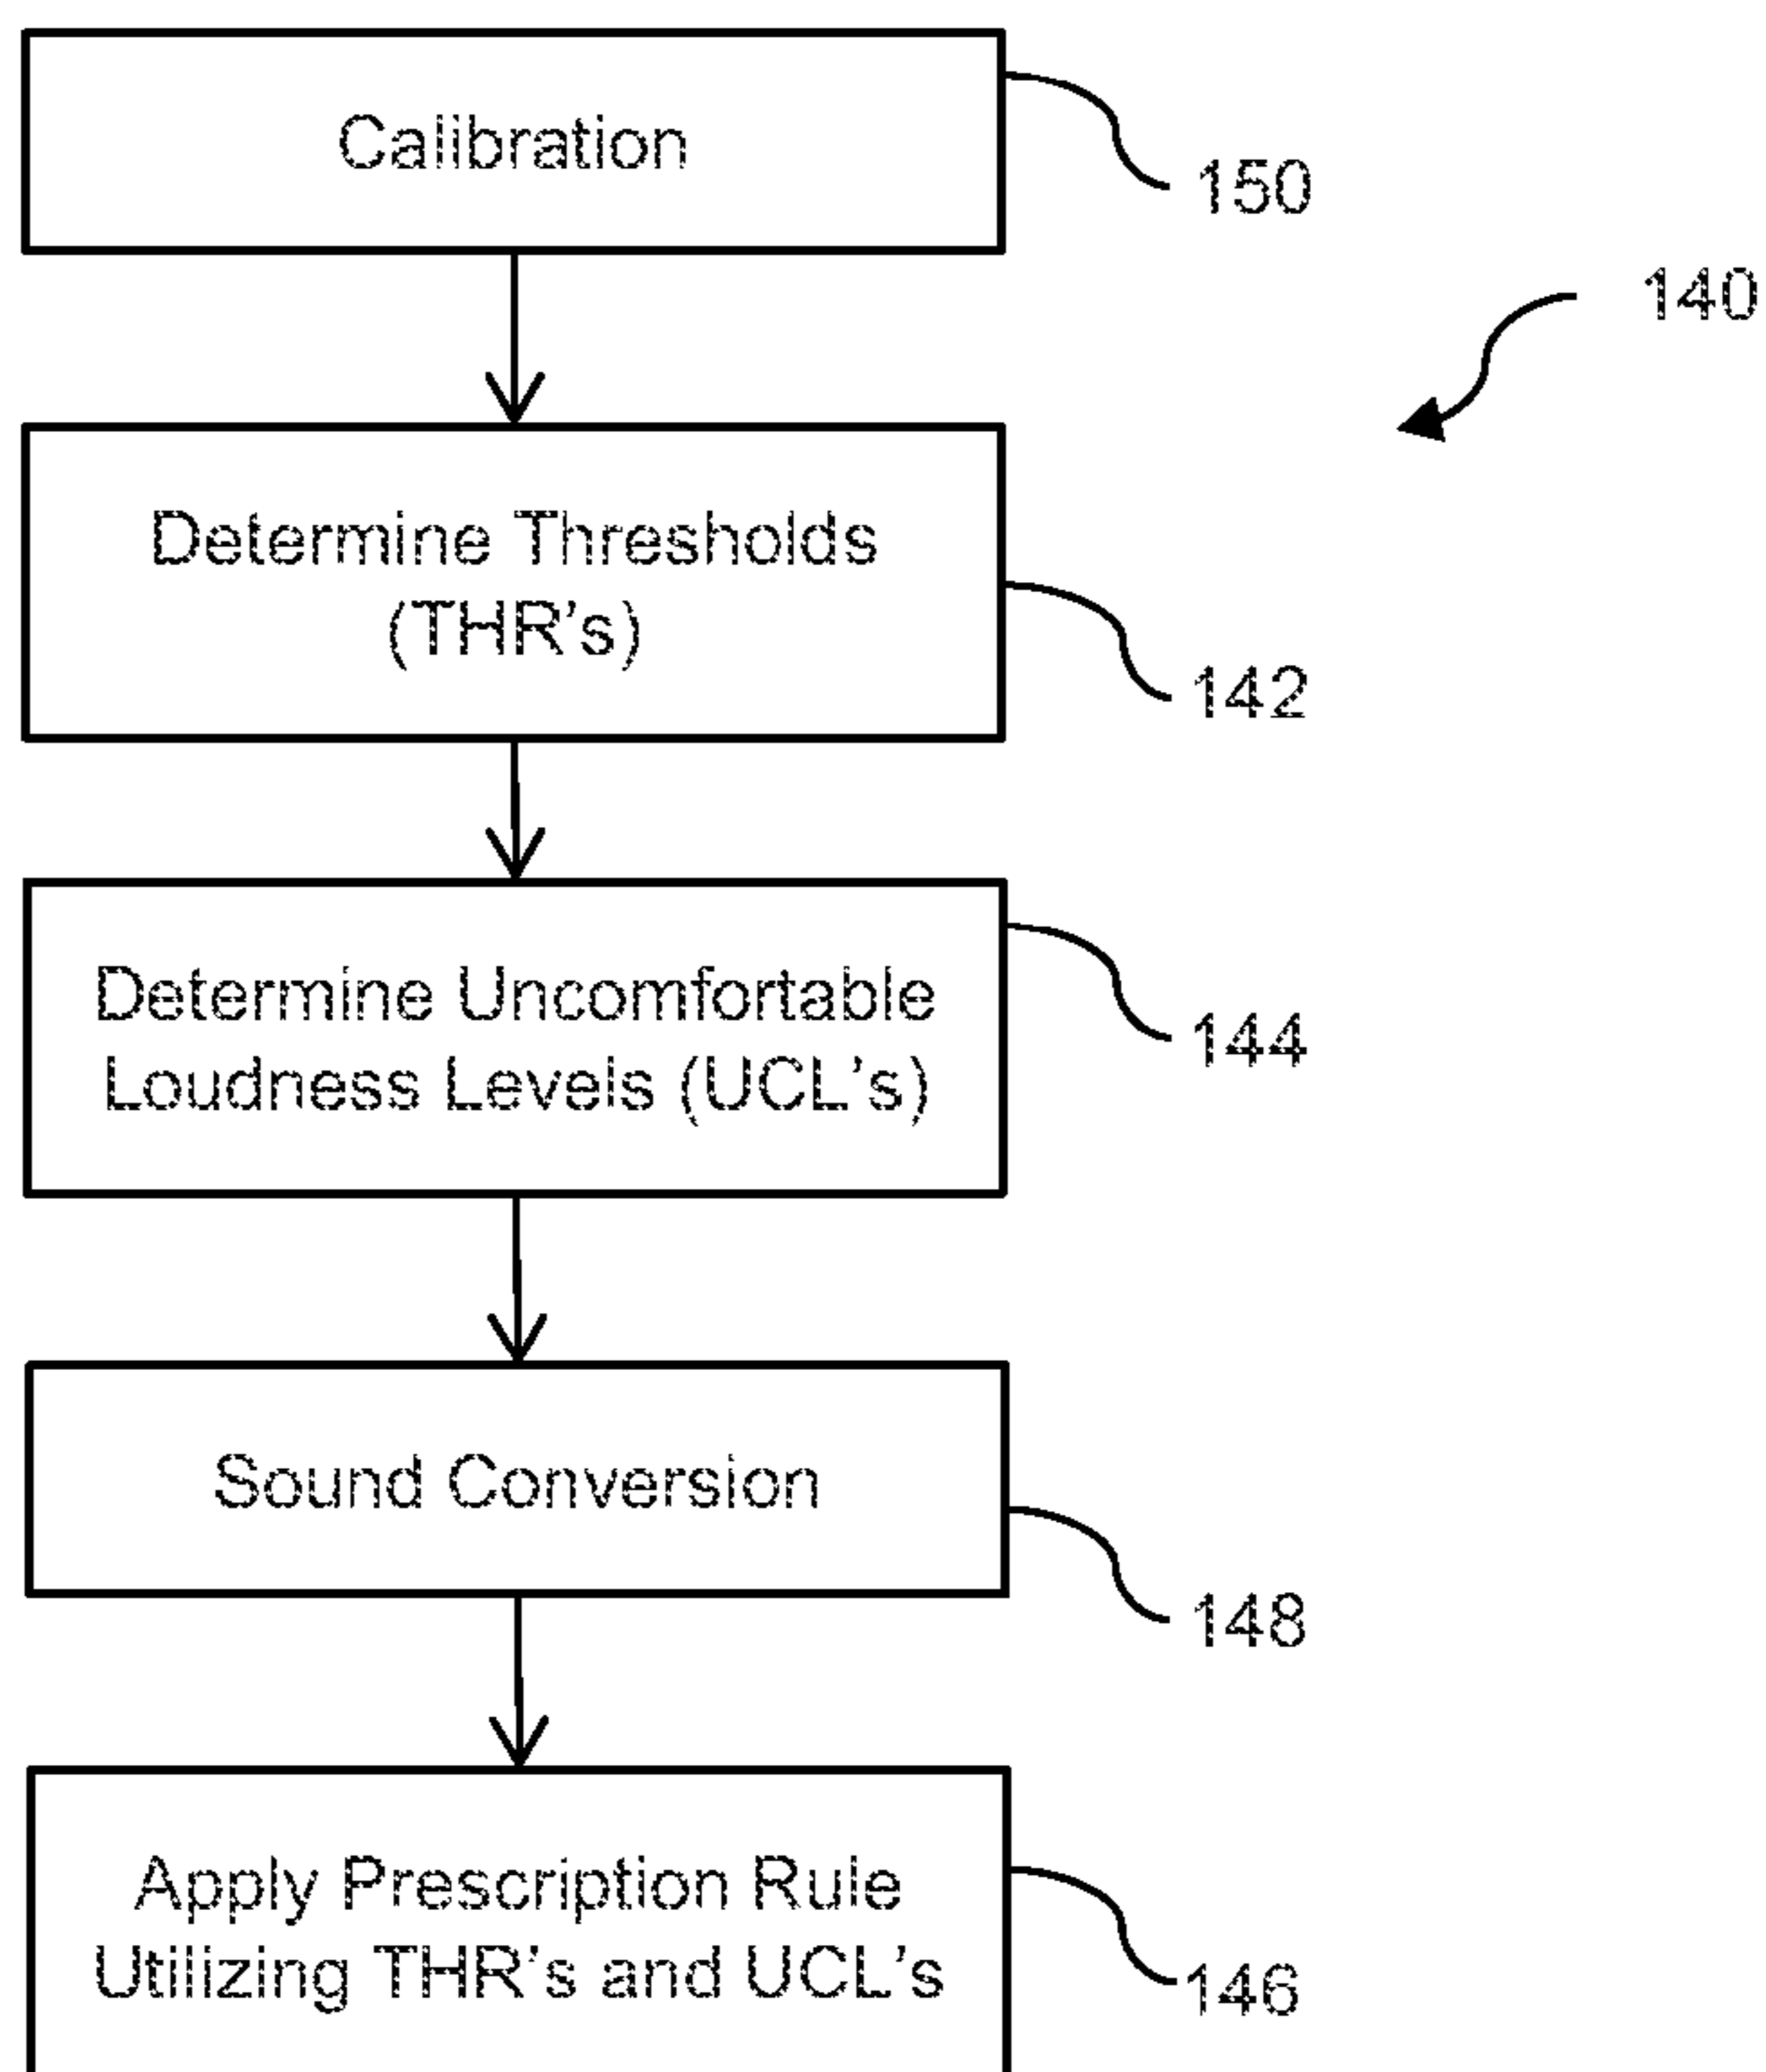 Calibration
150
140
Determine Thresholds
(THR's)
142
Determine Uncomfortable
Loudness Levels (UCL's)
144
Sound Conversion
148
Apply Prescription Rule
Utilizing THR's and UCL's
146